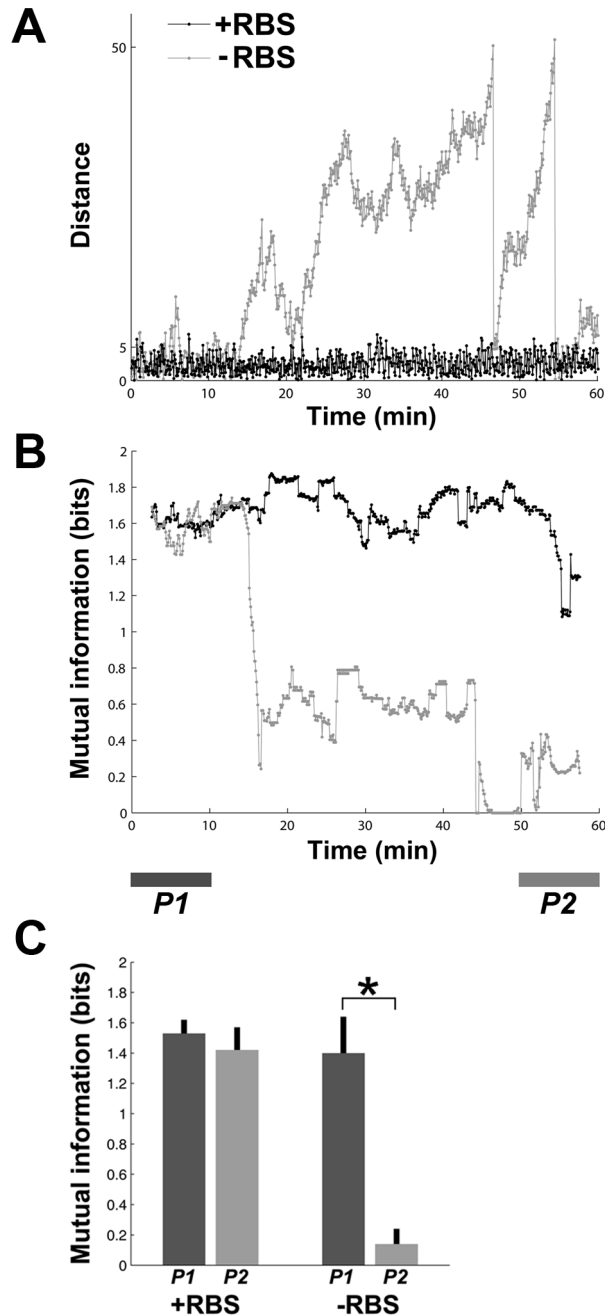 A
+RBS
-RBS
50
Distance
5
0
0 10 20 30 40 50 60
Time (min)
B
2
1.8
1.6
1.4
1.2
1
0.8
0.6
0.4
0.2
0
Mutual information (bits)
0 10 20 30 40 50 60
Time (min)
P1 P2
C
2
1.8
1.6
1.4
1.2
1
0.8
0.6
0.4
0.2
0
Mutual information (bits)
*
P1 P2 P1 P2
+RBS -RBS